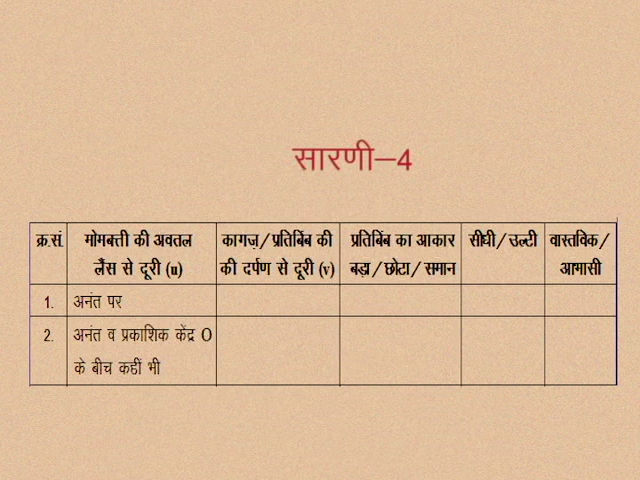 सारणी–4
क्र.सं. मोमबत्ती की अवतल लैंस से दूरी (u) कागज़/प्रतिबिंब की की दर्पण से दूरी (v) प्रतिबिंब का आकार बड़ा/छोटा/समान सीधी/उल्टी वास्तविक/आभासी
1. अनंत पर
2. अनंत व प्रकाशिक केंद्र O के बीच कहीं भी